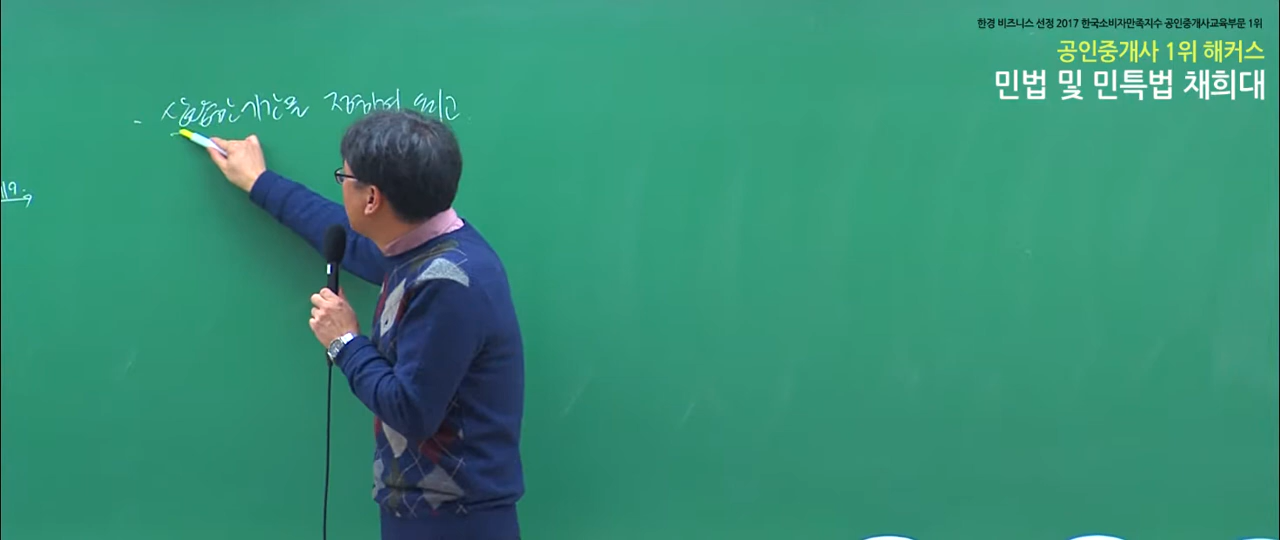 한경 비즈니스 선정 2017 한국소비자만족지수 공인중개사교육부문 1위
공인중개사 1위 해커스
민법 및 민특법 채희대
상당한 기간을 정하여